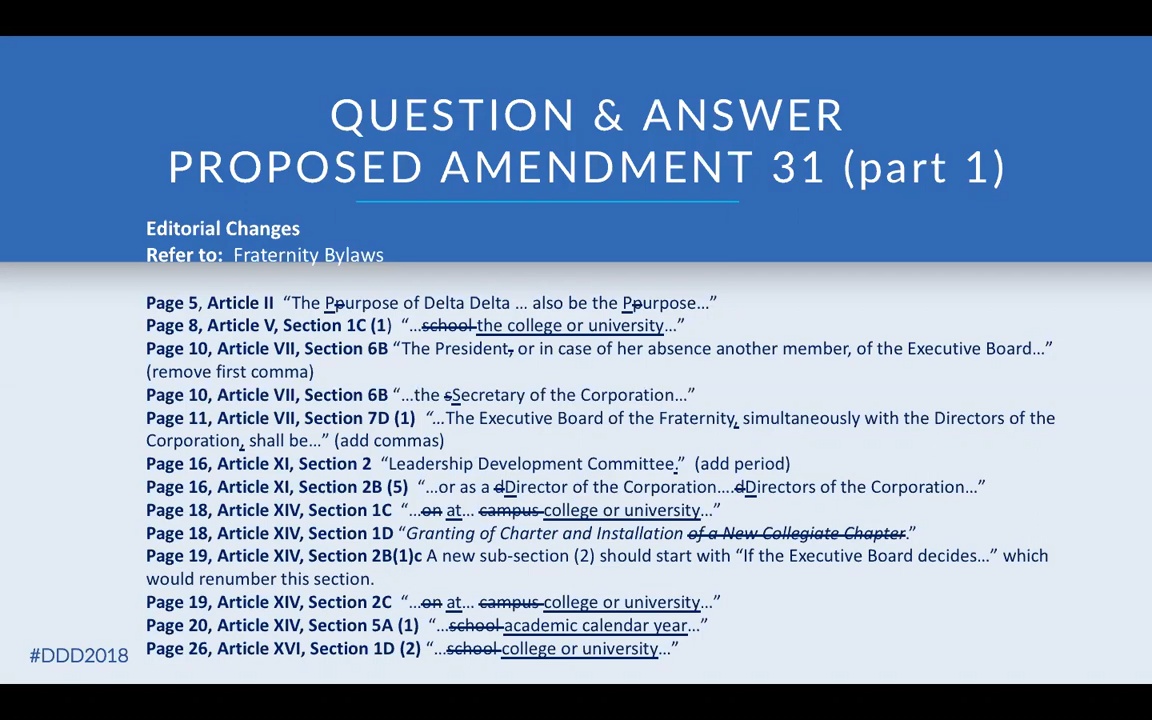 QUESTION & ANSWER
PROPOSED AMENDMENT 31 (part 1)
Editorial Changes
Refer to: Fraternity Bylaws
Page 5, Article II “The Ppurpose of Delta Delta ... also be the Ppurpose...”
Page 8, Article V, Section 1C (1) “...school the college or university...”
Page 10, Article VII, Section 6B “The President, or in case of her absence another member, of the Executive Board...”
(remove first comma)
Page 10, Article VII, Section 6B “...the sSecretary of the Corporation...”
Page 11, Article VII, Section 7D (1) “...The Executive Board of the Fraternity, simultaneously with the Directors of the
Corporation, shall be...” (add commas)
Page 16, Article XI, Section 2 “Leadership Development Committee.” (add period)
Page 16, Article XI, Section 2B (5) “...or as a dDirector of the Corporation....dDirectors of the Corporation...”
Page 18, Article XIV, Section 1C “...on at... campus college or university...”
Page 18, Article XIV, Section 1D “Granting of Charter and Installation of a New Collegiate Chapter.”
Page 19, Article XIV, Section 2B(1)c A new sub-section (2) should start with “If the Executive Board decides...” which
would renumber this section.
Page 19, Article XIV, Section 2C “...on at... campus college or university...”
Page 20, Article XIV, Section 5A (1) “...school academic calendar year...”
Page 26, Article XVI, Section 1D (2) “...school college or university...”
#DDD2018